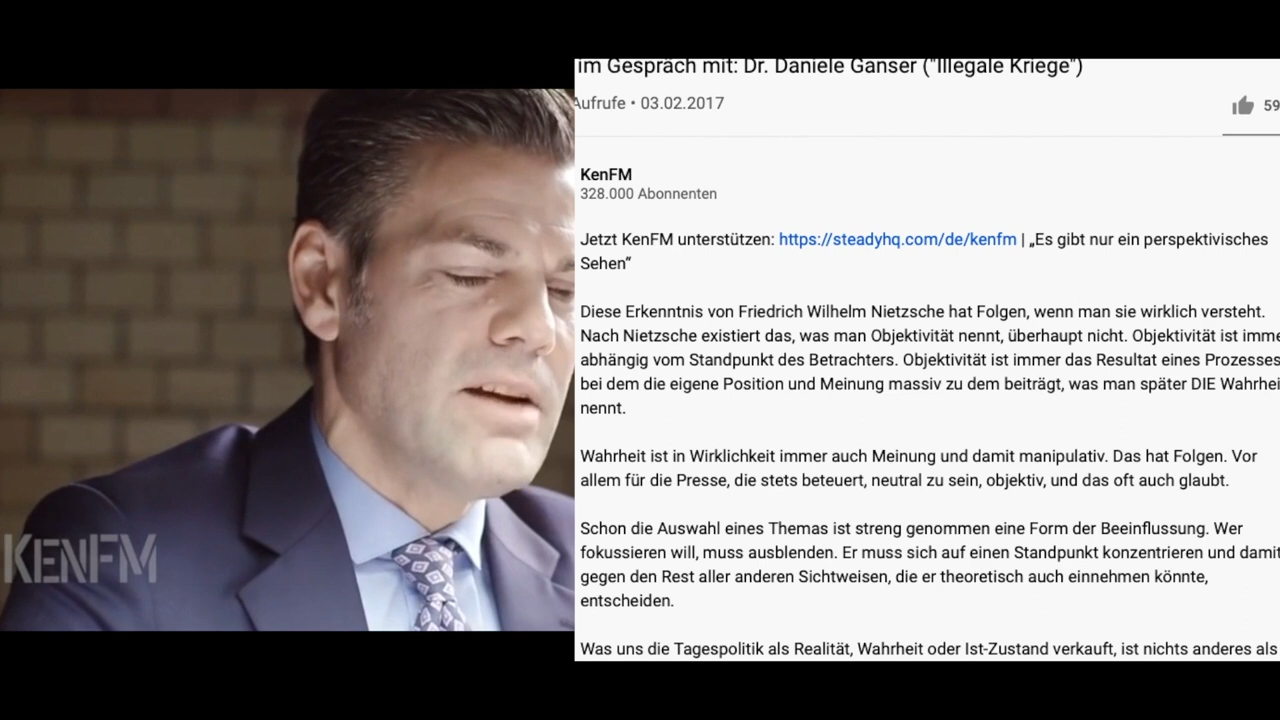 im Gespräch mit: Dr. Daniele Ganser ("Illegale Kriege")
Aufrufe • 03.02.2017
59
KenFM
328.000 Abonnenten
Jetzt KenFM unterstützen: https://steadyhq.com/de/kenfm | „Es gibt nur ein perspektivisches
Sehen“
Diese Erkenntnis von Friedrich Wilhelm Nietzsche hat Folgen, wenn man sie wirklich versteht.
Nach Nietzsche existiert das, was man Objektivität nennt, überhaupt nicht. Objektivität ist imme
abhängig vom Standpunkt des Betrachters. Objektivität ist immer das Resultat eines Prozesses
bei dem die eigene Position und Meinung massiv zu dem beiträgt, was man später DIE Wahrhei
nennt.
Wahrheit ist in Wirklichkeit immer auch Meinung und damit manipulativ. Das hat Folgen. Vor
allem für die Presse, die stets beteuert, neutral zu sein, objektiv, und das oft auch glaubt.
Schon die Auswahl eines Themas ist streng genommen eine Form der Beeinflussung. Wer
fokussieren will, muss ausblenden. Er muss sich auf einen Standpunkt konzentrieren und damit
gegen den Rest aller anderen Sichtweisen, die er theoretisch auch einnehmen könnte,
entscheiden.
Was uns die Tagespolitik als Realität, Wahrheit oder Ist-Zustand verkauft, ist nichts anderes als
KENFM